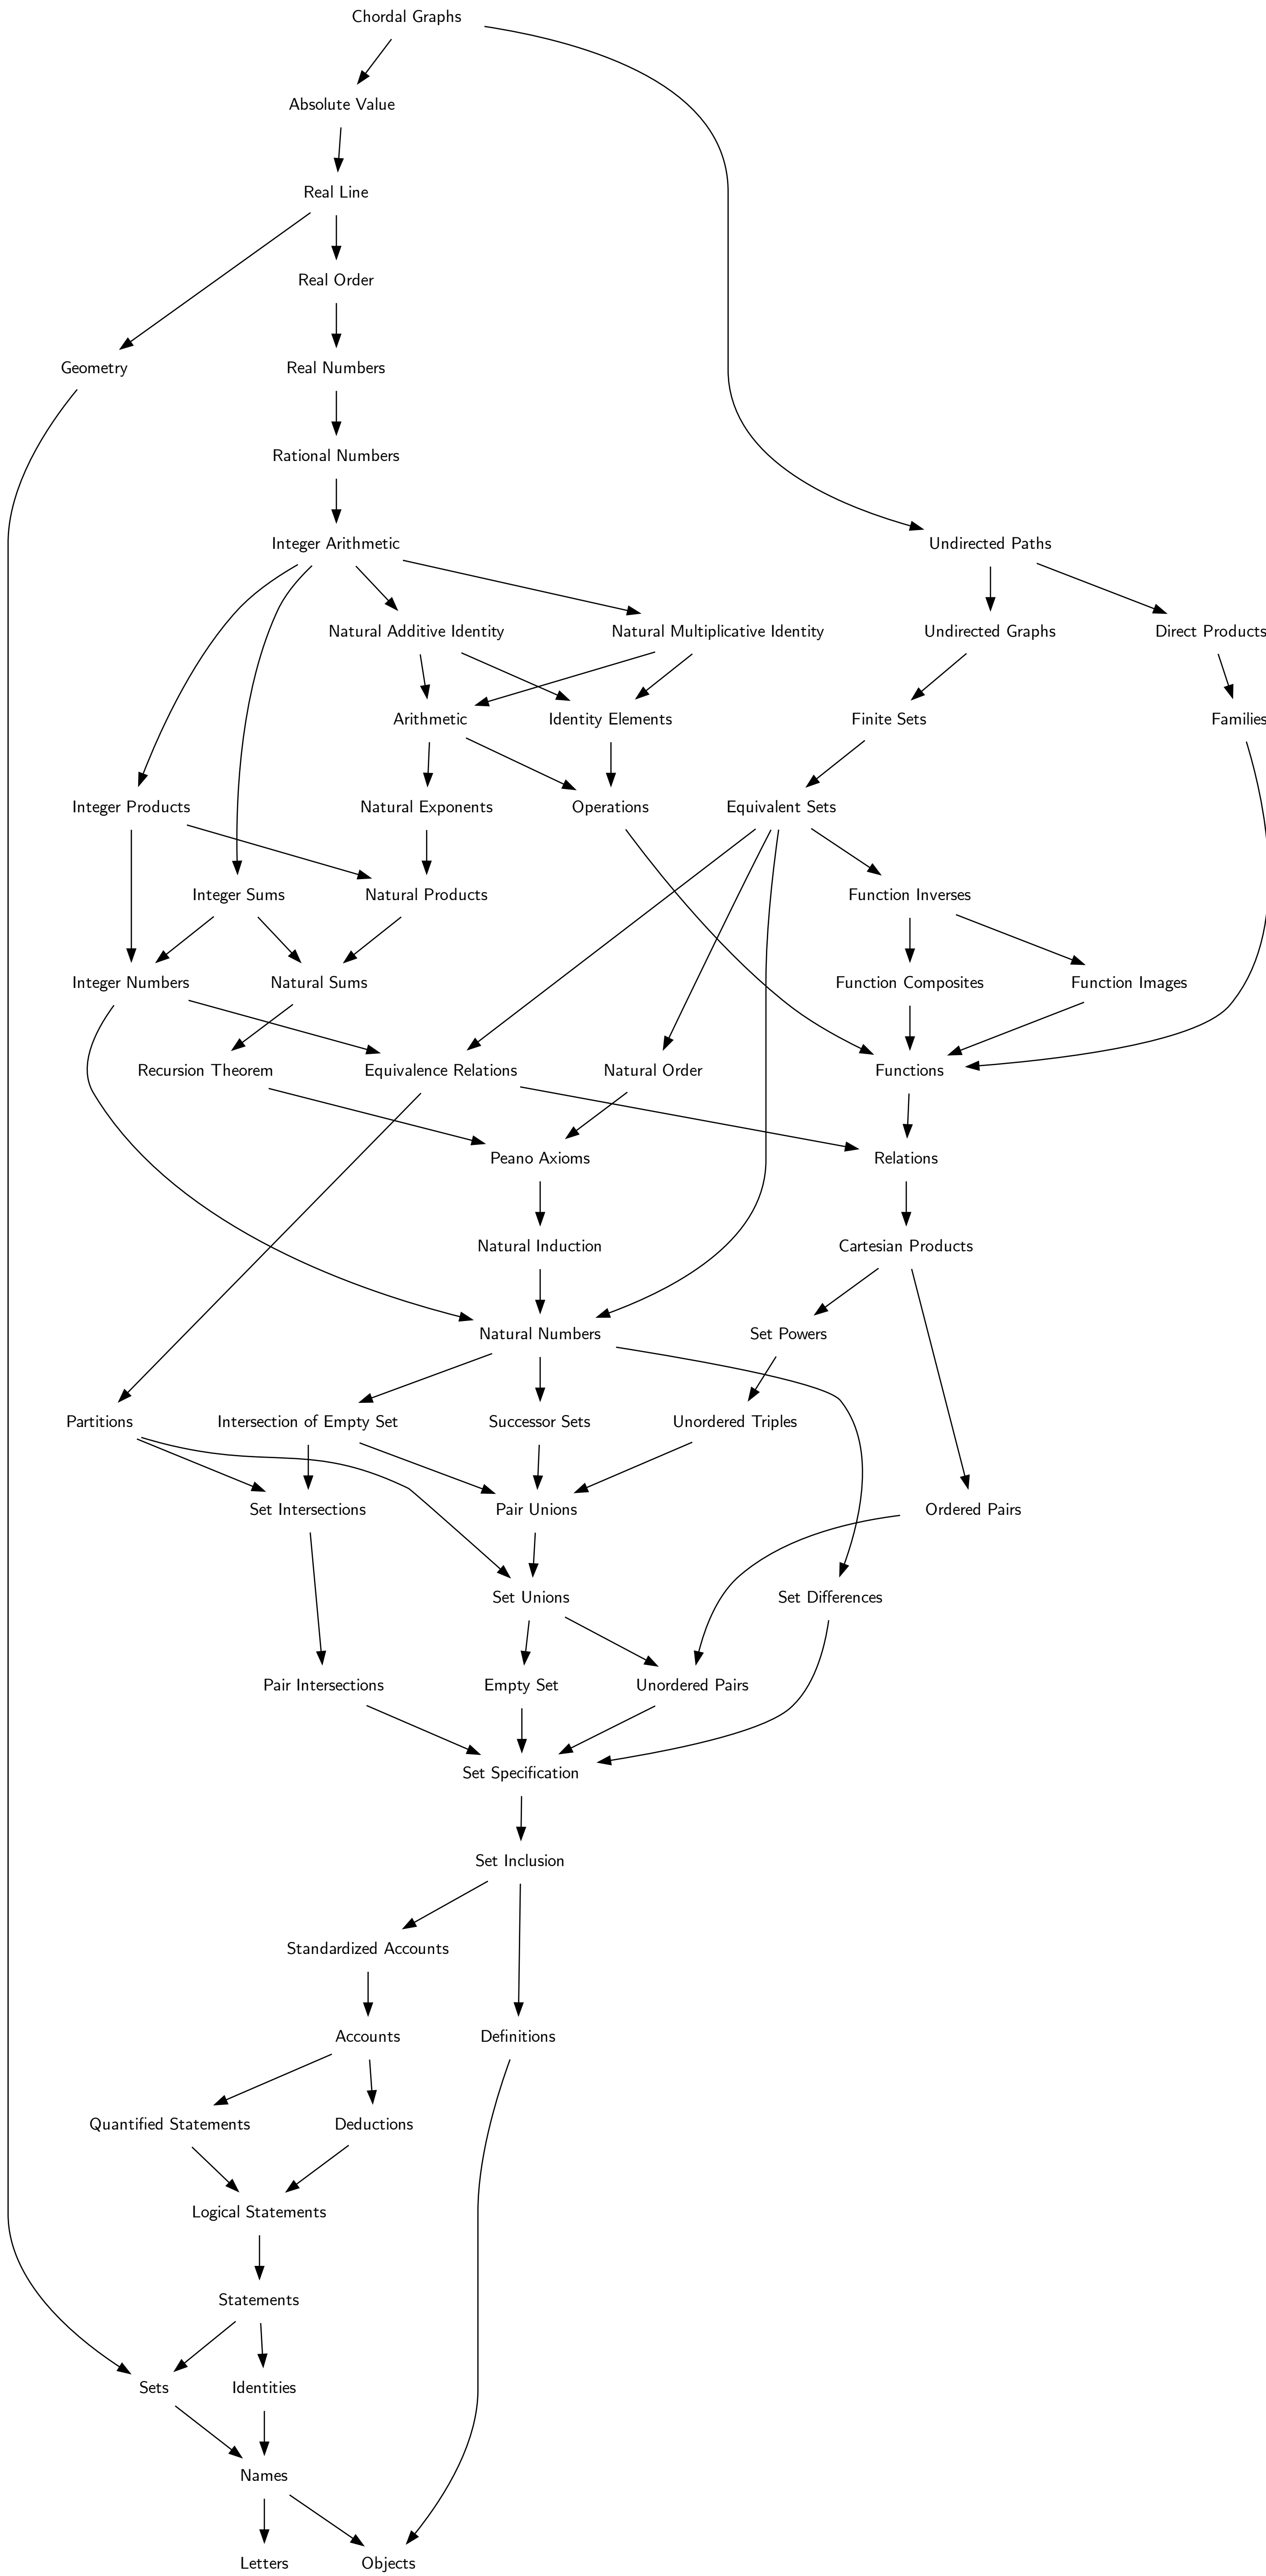 Chordal Graphs
Absolute Value
Real Line
Real Order
Geometry
Real Numbers
Rational Numbers
Integer Arithmetic
Undirected Paths
Natural Additive Identity
Natural Multiplicative Identity
Undirected Graphs
Direct Products
Arithmetic
Identity Elements
Finite Sets
Families
Integer Products
Natural Exponents
Operations
Equivalent Sets
Integer Sums
Natural Products
Function Inverses
Integer Numbers
Natural Sums
Function Composites
Function Images
Recursion Theorem
Equivalence Relations
Natural Order
Functions
Peano Axioms
Relations
Natural Induction
Cartesian Products
Natural Numbers
Set Powers
Partitions
Intersection of Empty Set
Successor Sets
Unordered Triples
Set Intersections
Pair Unions
Ordered Pairs
Set Unions
Set Differences
Pair Intersections
Empty Set
Unordered Pairs
Set Specification
Set Inclusion
Standardized Accounts
Accounts
Definitions
Quantified Statements
Deductions
Logical Statements
Statements
Sets
Identities
Names
Letters
Objects